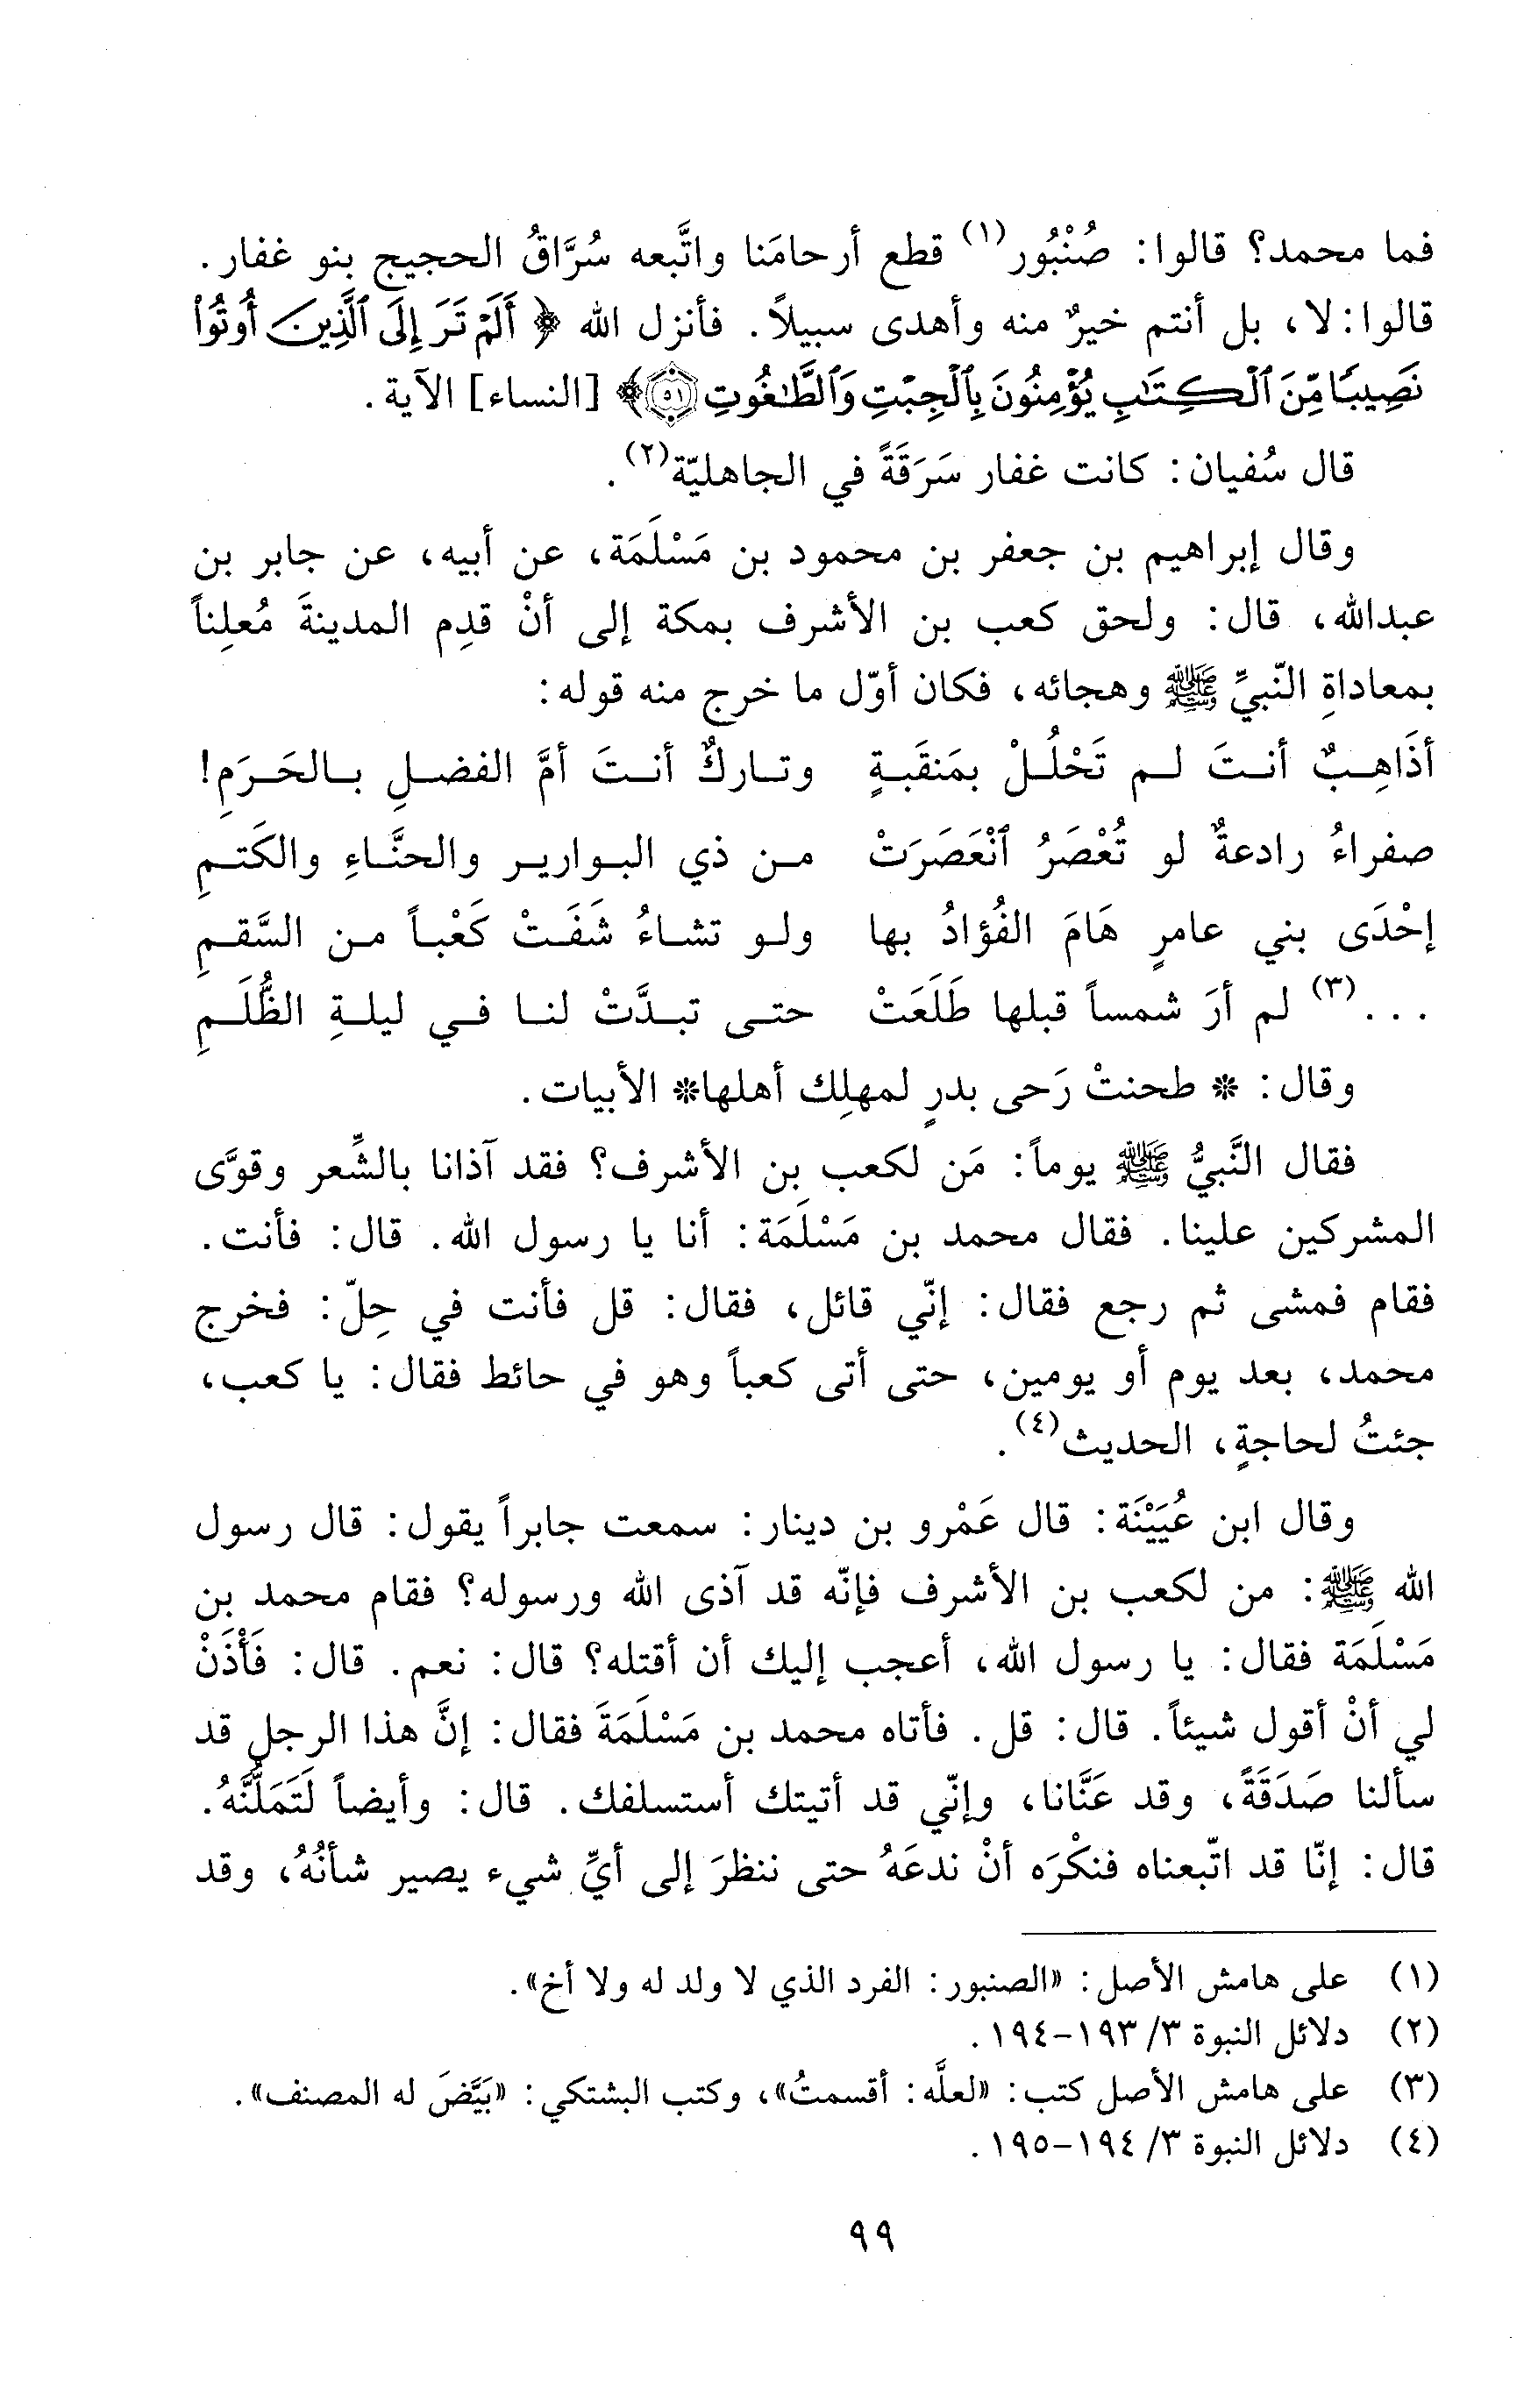 فما محمد؟ قالوا: صُنْبُور(١) قطع أرحامَنا واتَّبعه سُرَّاقُ الحجيج بنو غفار.
قالوا: لا، بل أنتم خيرٌ منه وأهدى سبيلاً. فأنزل الله ﴿أَلَمْ تَرَ إِلَى ٱلَّذِينَ أُوتُوا۟
نَصِيبًا مِّنَ ٱلْكِتَـٰبِ يُؤْمِنُونَ بِٱلْجِبْتِ وَٱلطَّـٰغُوتِ ٥١﴾ [النساء] الآية.
قال سُفيان: كانت غفار سَرَقَةً في الجاهليّة(٢).
وقال إبراهيم بن جعفر بن محمود بن مَسْلَمَة، عن أبيه، عن جابر بن
عبدالله، قال: ولحق كعب بن الأشرف بمكة إلى أنْ قدِم المدينةَ مُعلِناً
بمعاداةِ النّبيِّ ﷺ وهجائه، فكان أوّل ما خرج منه قوله:
أذَاهِبٌ أنتَ لم تَحْلُلْ بمَنقَبةٍ وتاركٌ أنتَ أمَّ الفضلِ بالحَرَمِ!
صفراءُ رادعةٌ لو تُعْصَرُ ٱنْعَصَرَتْ من ذي البوارير والحنَّاءِ والكَتمِ
إحْدَى بني عامرٍ هَامَ الفُؤادُ بها ولو تشاءُ شَفَتْ كَعْباً من السَّقمِ
...(٣) لم أرَ شمساً قبلها طَلَعَتْ حتى تبدَّتْ لنا في ليلةِ الظُّلَمِ
وقال: * طحنتْ رَحى بدرٍ لمهلِك أهلها* الأبيات.
فقال النَّبيُّ ﷺ يوماً: مَن لكعب بن الأشرف؟ فقد آذانا بالشِّعر وقوَّى
المشركين علينا. فقال محمد بن مَسْلَمَة: أنا يا رسول الله. قال: فأنت.
فقام فمشى ثم رجع فقال: إنّي قائل، فقال: قل فأنت في حِلّ: فخرج
محمد، بعد يوم أو يومين، حتى أتى كعباً وهو في حائط فقال: يا كعب،
جئتُ لحاجةٍ، الحديث(٤).
وقال ابن عُيَيْنَة: قال عَمْرو بن دينار: سمعت جابراً يقول: قال رسول
الله ﷺ: من لكعب بن الأشرف فإنّه قد آذى الله ورسوله؟ فقام محمد بن
مَسْلَمَة فقال: يا رسول الله، أعجب إليك أن أقتله؟ قال: نعم. قال: فَأْذَنْ
لي أنْ أقول شيئاً. قال: قل. فأتاه محمد بن مَسْلَمَةَ فقال: إنَّ هذا الرجل قد
سألنا صَدَقَةً، وقد عَنَّانا، وإنّي قد أتيتك أستسلفك. قال: وأيضاً لَتَمَلُّنَّهُ.
قال: إنّا قد اتّبعناه فنكْرَه أنْ ندعَهُ حتى ننظرَ إلى أيِّ شيء يصير شأنُهُ، وقد
(١) على هامش الأصل: «الصنبور: الفرد الذي لا ولد له ولا أخ».
(٢) دلائل النبوة ٣/ ١٩٣-١٩٤.
(٣) على هامش الأصل كتب: «لعلَّه: أقسمتُ»، وكتب البشتكي: «بَيَّضَ له المصنف».
(٤) دلائل النبوة ٣/ ١٩٤-١٩٥.
٩٩